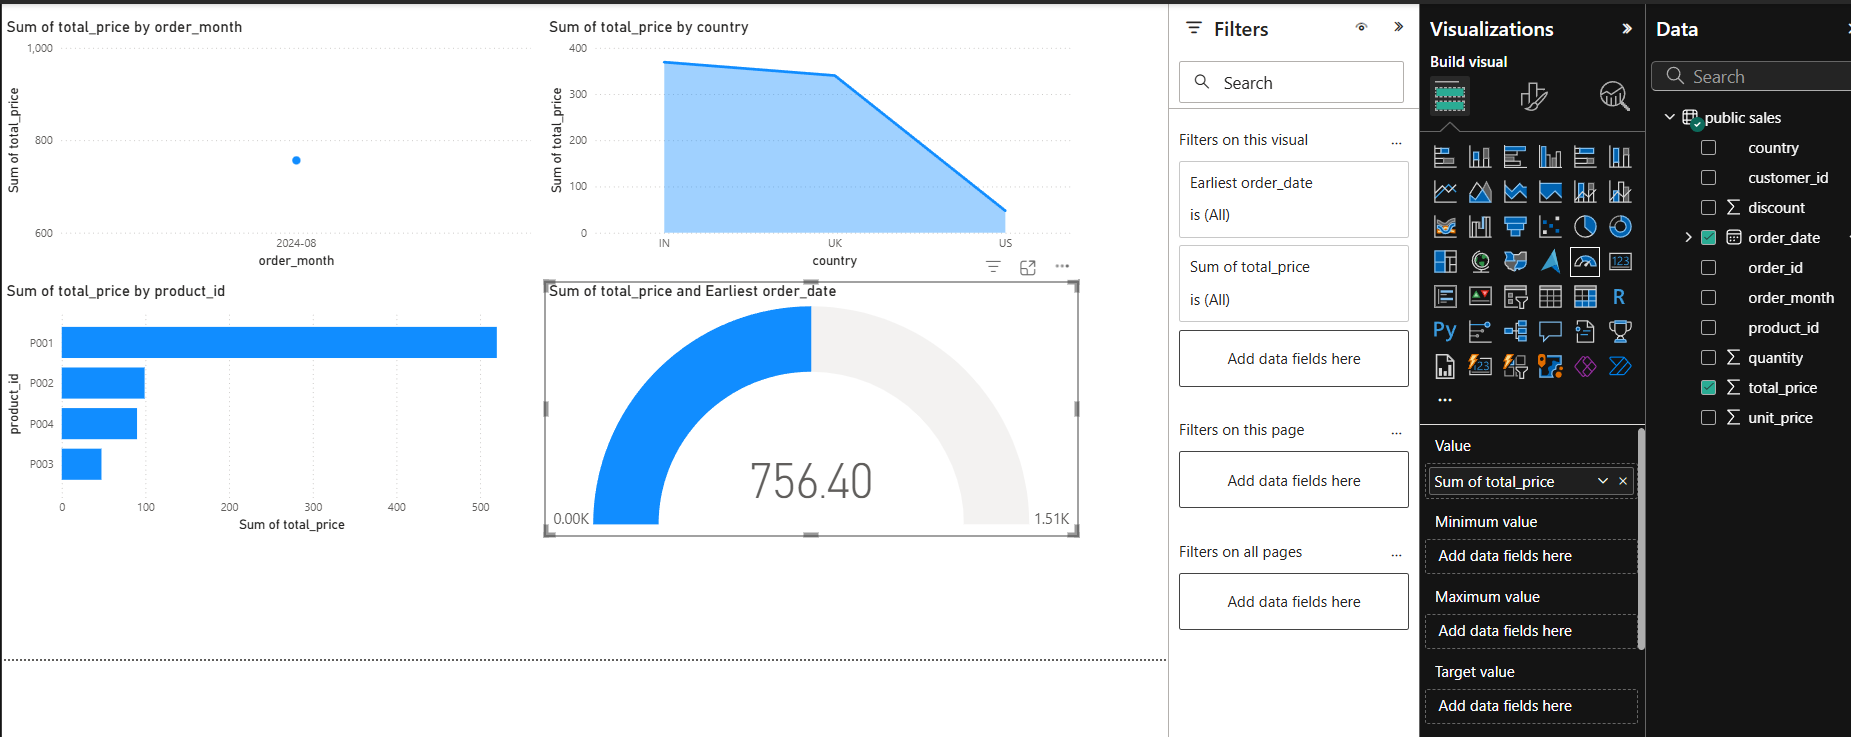 Sum of total_price by order_month
1,000
800
600
Sum of total_price
2024-08
order_month
Sum of total_price by country
400
300
200
100
0
Sum of total_price
IN
UK
US
country
Sum of total_price by product_id
P001
P002
P004
P003
product_id
0
100
200
300
400
500
Sum of total_price
Sum of total_price and Earliest order_date
756.40
0.00K
1.51K
Filters
Search
Filters on this visual
...
Earliest order_date
is (All)
Sum of total_price
is (All)
Add data fields here
Filters on this page
...
Add data fields here
Filters on all pages
...
Add data fields here
Visualizations
Build visual
123
R
Py
123
...
Value
Sum of total_price
Minimum value
Add data fields here
Maximum value
Add data fields here
Target value
Add data fields here
Data
Search
public sales
country
customer_id
discount
order_date
order_id
order_month
product_id
quantity
total_price
unit_price